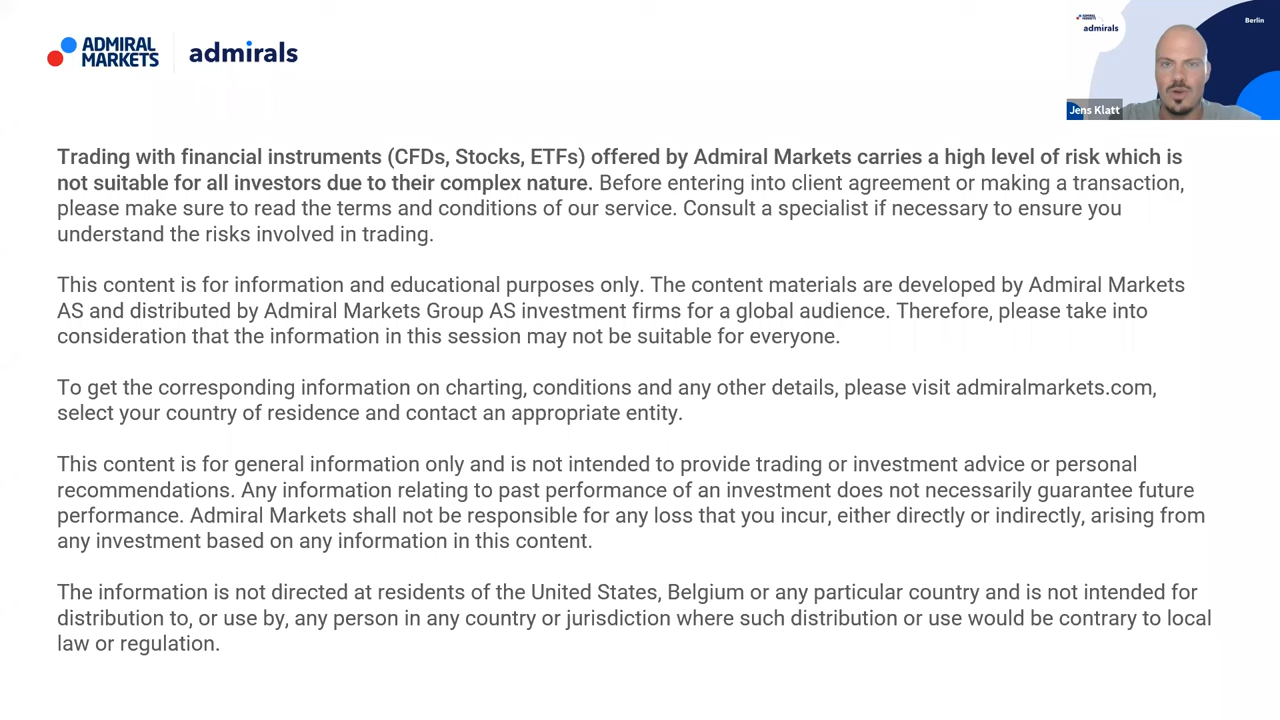 ADMIRAL
MARKETS
admirals
ADMIRAL
MARKETS
admirals
Berlin
Jens Klatt
Trading with financial instruments (CFDs, Stocks, ETFs) offered by Admiral Markets carries a high level of risk which is
not suitable for all investors due to their complex nature. Before entering into client agreement or making a transaction,
please make sure to read the terms and conditions of our service. Consult a specialist if necessary to ensure you
understand the risks involved in trading.
This content is for information and educational purposes only. The content materials are developed by Admiral Markets
AS and distributed by Admiral Markets Group AS investment firms for a global audience. Therefore, please take into
consideration that the information in this session may not be suitable for everyone.
To get the corresponding information on charting, conditions and any other details, please visit admiralmarkets.com,
select your country of residence and contact an appropriate entity.
This content is for general information only and is not intended to provide trading or investment advice or personal
recommendations. Any information relating to past performance of an investment does not necessarily guarantee future
performance. Admiral Markets shall not be responsible for any loss that you incur, either directly or indirectly, arising from
any investment based on any information in this content.
The information is not directed at residents of the United States, Belgium or any particular country and is not intended for
distribution to, or use by, any person in any country or jurisdiction where such distribution or use would be contrary to local
law or regulation.